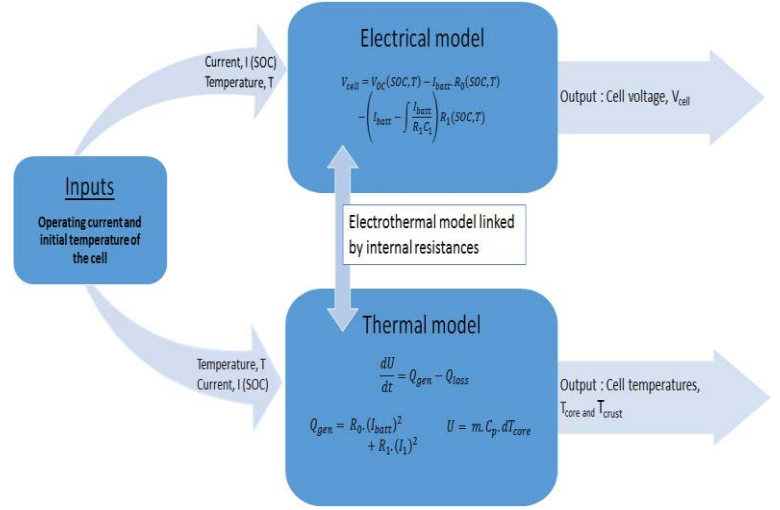 Electrical model
V_cell = V_OC(SOC,T) − I_batt. R_0(SOC,T)
−(I_batt − ∫ I_batt / R_1 C_1) R_1(SOC,T)
Current, I (SOC)
Temperature, T
Output : Cell voltage, V_cell
Inputs
Operating current and
initial temperature of
the cell
Electrothermal model linked
by internal resistances
Thermal model
dU/dt = Q_gen − Q_loss
Q_gen = R_0.(I_batt)²
+ R_1.(I_1)²
U = m.C_p.dT_core
Temperature, T
Current, I (SOC)
Output : Cell temperatures,
T_core and T_crust